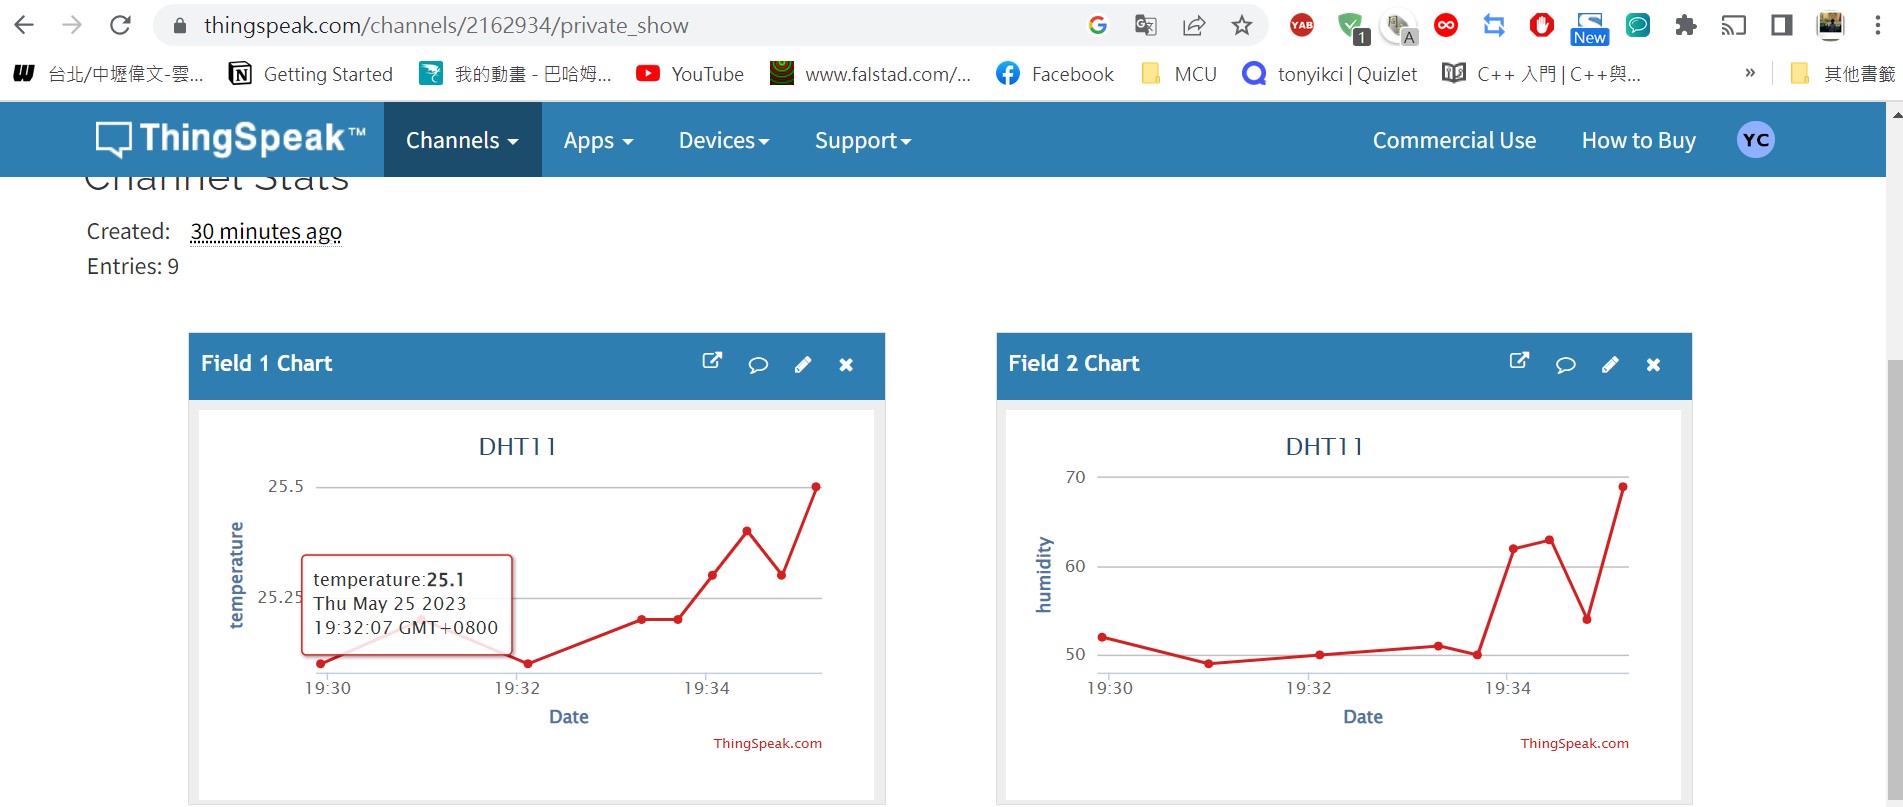 thingspeak.com/channels/2162934/private_show
YAB
1
A
New
台北/中壢偉文-雲...
Getting Started
我的動畫 - 巴哈姆...
YouTube
www.falstad.com/...
Facebook
MCU
tonyikci | Quizlet
C++ 入門 | C++與...
»
其他書籤
ThingSpeak™
Channels
Apps
Devices
Support
Commercial Use
How to Buy
YC
Channel Stats
Created: 30 minutes ago
Entries: 9
Field 1 Chart
DHT11
25.5
25.25
temperature
temperature:25.1
Thu May 25 2023
19:32:07 GMT+0800
19:30
19:32
19:34
Date
ThingSpeak.com
Field 2 Chart
DHT11
70
60
50
humidity
19:30
19:32
19:34
Date
ThingSpeak.com